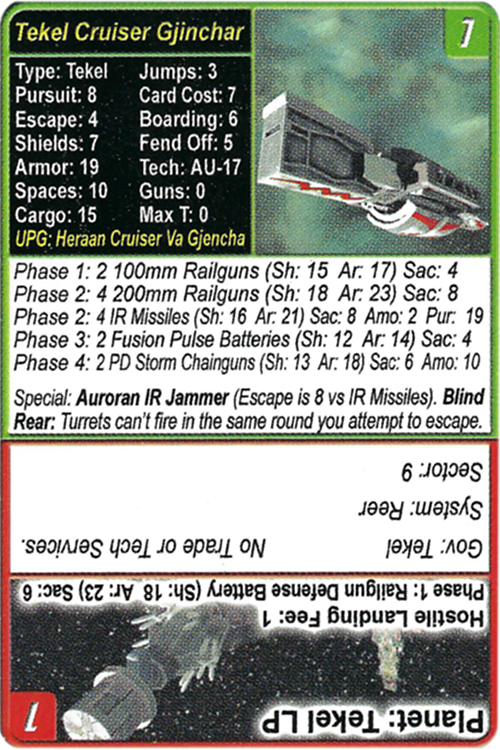 Tekel Cruiser Gjinchar
1
Type: Tekel Jumps: 3
Pursuit: 8 Card Cost: 7
Escape: 4 Boarding: 6
Shields: 7 Fend Off: 5
Armor: 19 Tech: AU-17
Spaces: 10 Guns: 0
Cargo: 15 Max T: 0
UPG: Heraan Cruiser Va Gjencha
Phase 1: 2 100mm Railguns (Sh: 15 Ar: 17) Sac: 4
Phase 2: 4 200mm Railguns (Sh: 18 Ar: 23) Sac: 8
Phase 2: 4 IR Missiles (Sh: 16 Ar: 21) Sac: 8 Amo: 2 Pur: 19
Phase 3: 2 Fusion Pulse Batteries (Sh: 12 Ar: 14) Sac: 4
Phase 4: 2 PD Storm Chainguns (Sh: 13 Ar: 18) Sac: 6 Amo: 10
Special: Auroran IR Jammer (Escape is 8 vs IR Missiles). Blind
Rear: Turrets can't fire in the same round you attempt to escape.
Planet: Tekel LP
1
Hostile Landing Fee: 1
Phase 1: Railgun Defense Battery (Sh: 18 Ar: 23) Sac: 6
Gov: Tekel No Trade or Tech Services.
System: Reer
Sector: 9